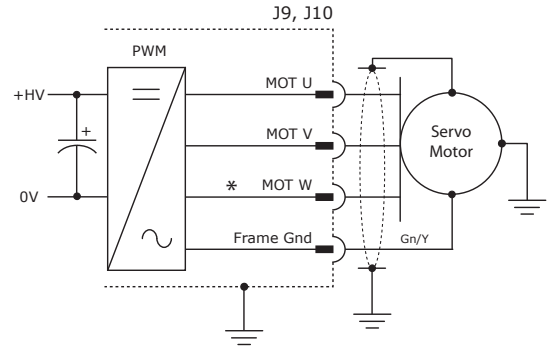 J9, J10
PWM
MOT U
+HV
+
MOT V
Servo
Motor
* MOT W
0V
Frame Gnd
Gn/Y